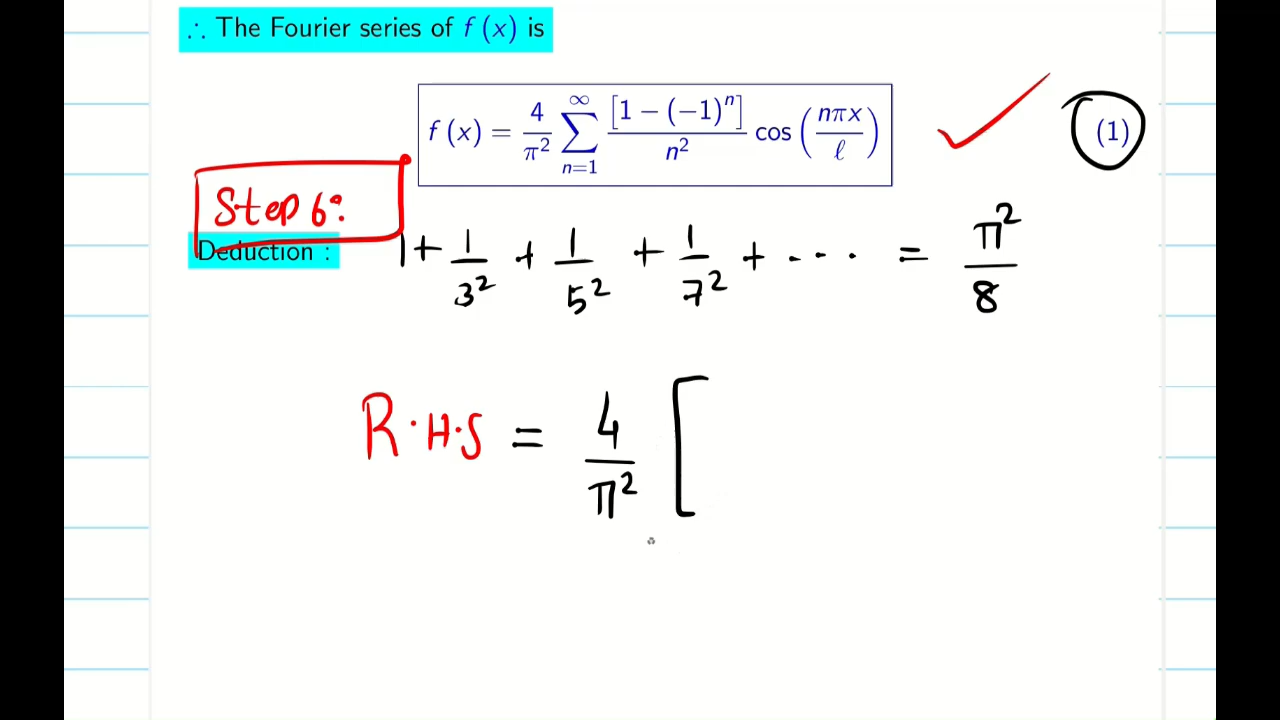 ∴ The Fourier series of f (x) is
f (x) = 4/π² ∑_{n=1}^{∞} [1 − (−1)ⁿ]/n² cos (nπx/ℓ)
(1)
Step 6:
Deduction : 1 + 1/3² + 1/5² + 1/7² + ... = π²/8
R.H.S = 4/π² [